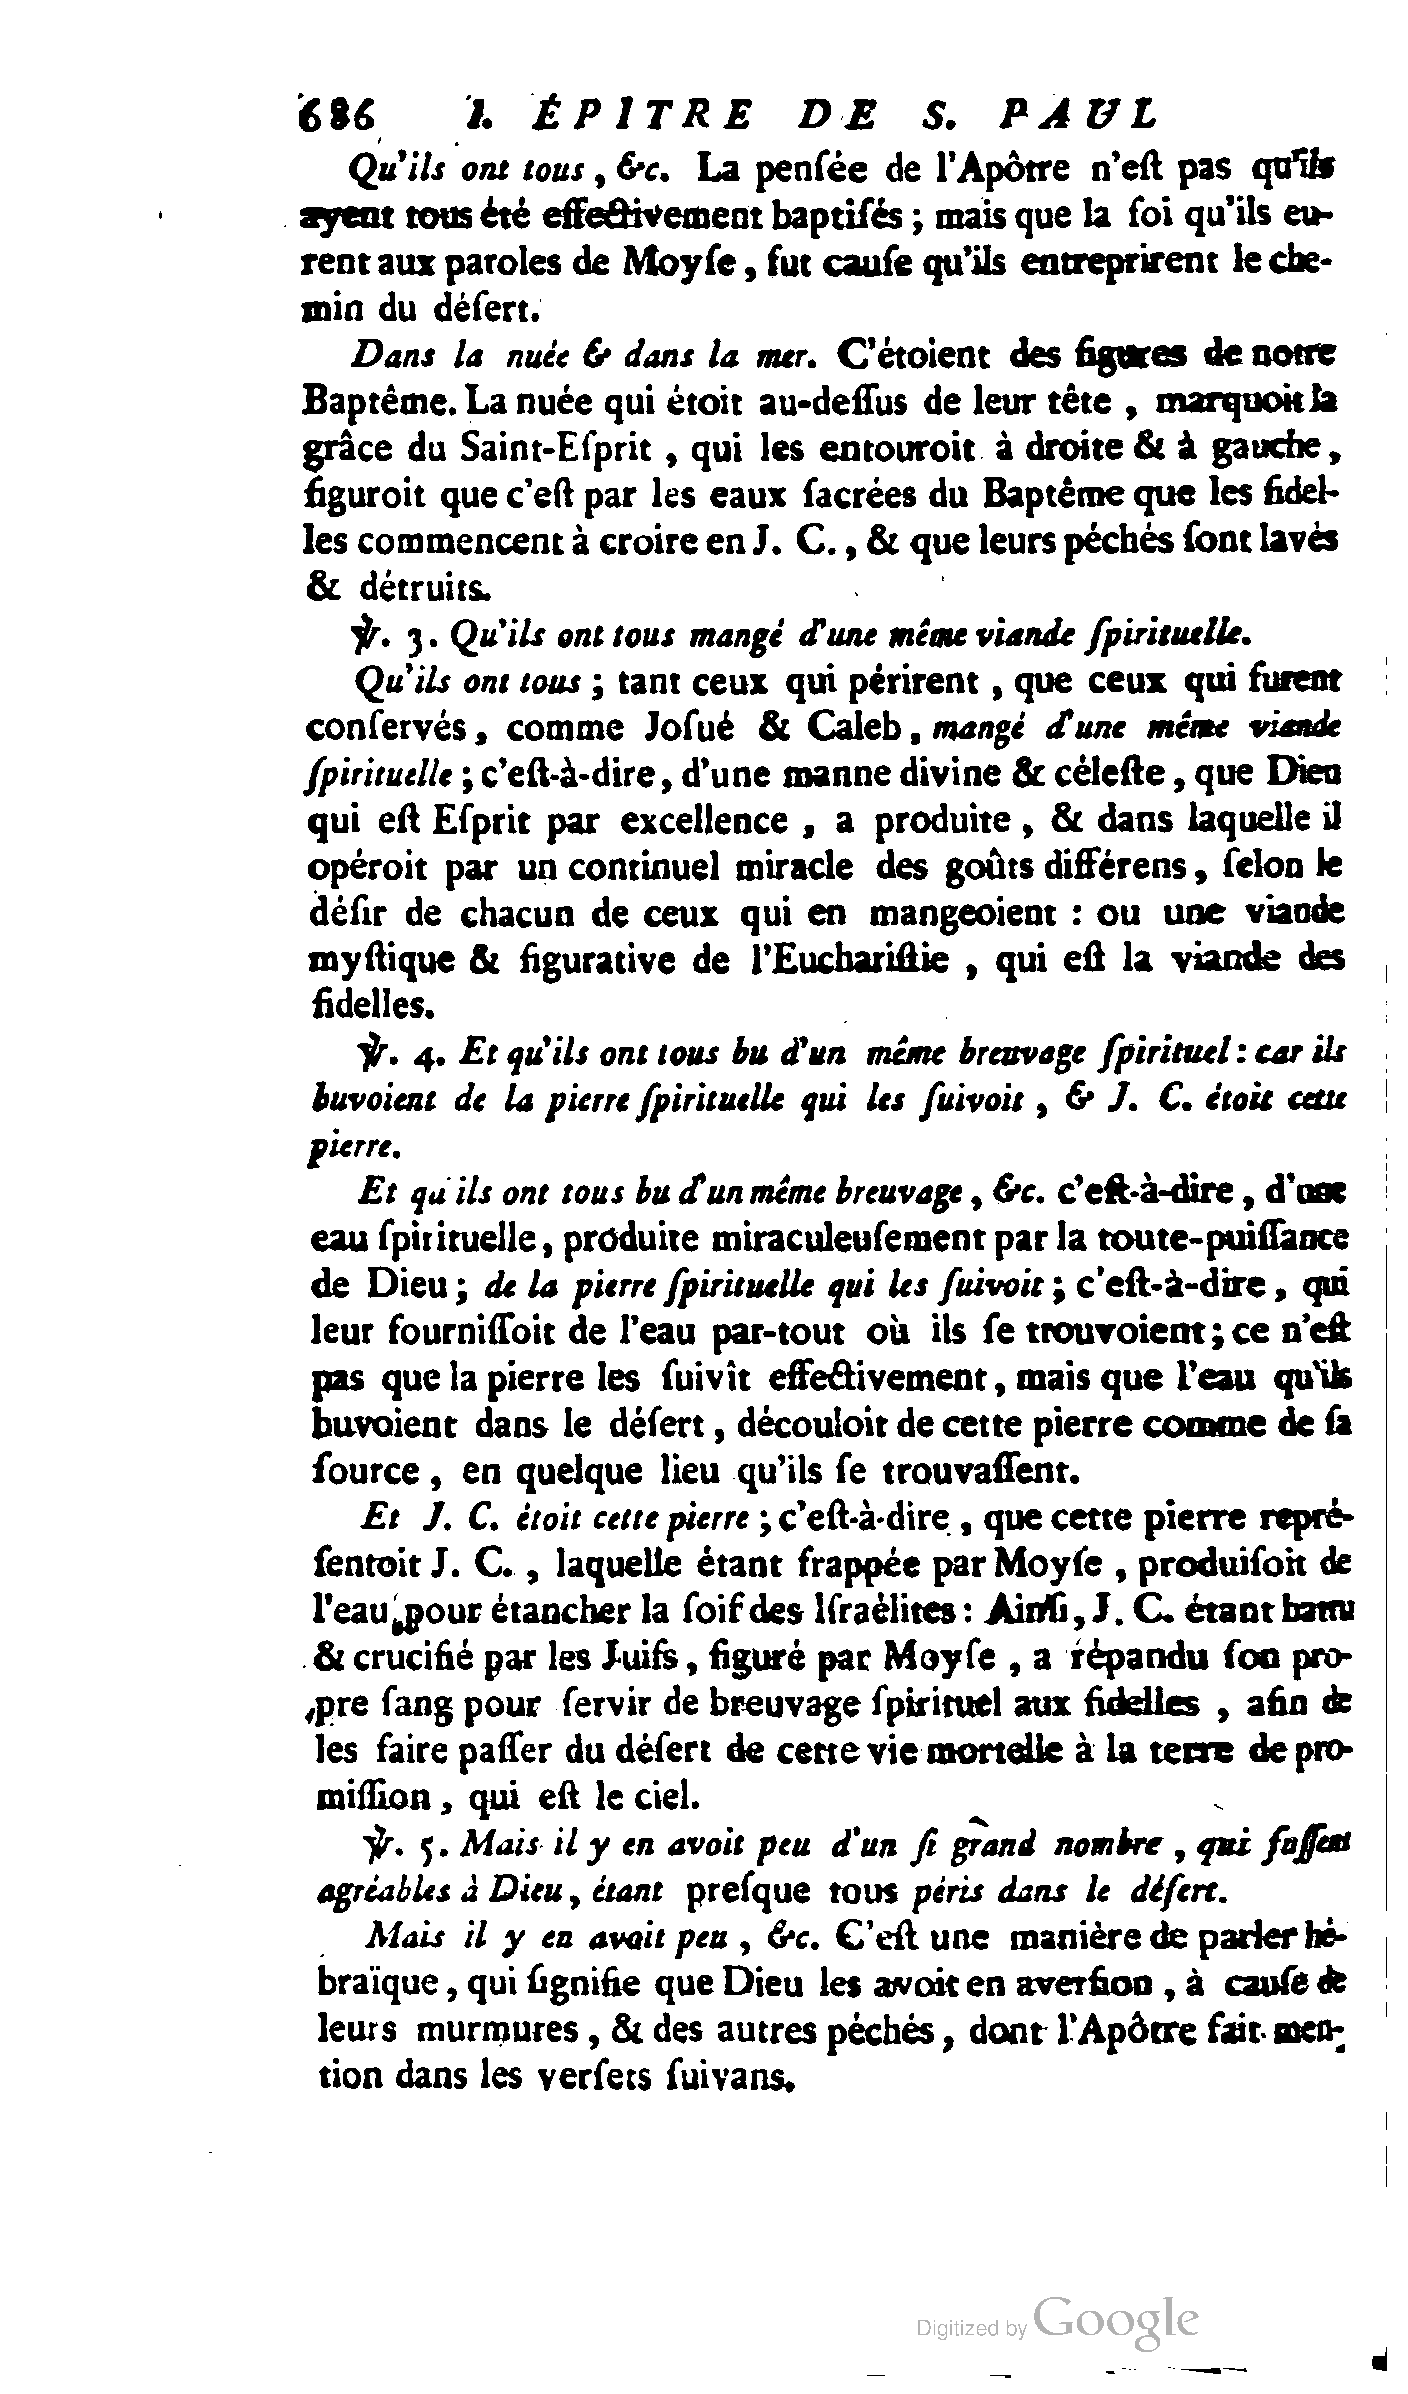 686 I. ÉPITRE DE S. PAUL
Qu'ils ont tous, &c. La penſée de l'Apôtre n'eſt pas qu'ils
ayent tous été effectivement baptiſés ; mais que la foi qu'ils eu-
rent aux paroles de Moyſe, fut cauſe qu'ils entreprirent le che-
min du déſert.
Dans la nuée & dans la mer. C'étoient des figures de notre
Baptême. La nuée qui étoit au-deſſus de leur tête, marquoit la
grâce du Saint-Eſprit, qui les entouroit à droite & à gauche,
figuroit que c'eſt par les eaux ſacrées du Baptême que les fidel-
les commencent à croire en J. C., & que leurs péchés ſont lavés
& détruits.
℣. 3. Qu'ils ont tous mangé d'une même viande ſpirituelle.
Qu'ils ont tous ; tant ceux qui périrent, que ceux qui furent
conſervés, comme Joſué & Caleb, mangé d'une même viande
ſpirituelle ; c'eſt-à-dire, d'une manne divine & céleſte, que Dieu
qui eſt Eſprit par excellence, a produite, & dans laquelle il
opéroit par un continuel miracle des goûts différens, ſelon le
déſir de chacun de ceux qui en mangeoient : ou une viande
myſtique & figurative de l'Euchariſtie, qui eſt la viande des
fidelles.
℣. 4. Et qu'ils ont tous bu d'un même breuvage ſpirituel : car ils
buvoient de la pierre ſpirituelle qui les ſuivoit, & J. C. étoit cette
pierre.
Et qu'ils ont tous bu d'un même breuvage, &c. c'eſt-à-dire, d'une
eau ſpirituelle, produite miraculeuſement par la toute-puiſſance
de Dieu ; de la pierre ſpirituelle qui les ſuivoit ; c'eſt-à-dire, qui
leur fourniſſoit de l'eau par-tout où ils ſe trouvoient ; ce n'eſt
pas que la pierre les ſuivît effectivement, mais que l'eau qu'ils
buvoient dans le déſert, découloit de cette pierre comme de ſa
ſource, en quelque lieu qu'ils ſe trouvaſſent.
Et J. C. étoit cette pierre ; c'eſt-à-dire, que cette pierre repré-
ſentoit J. C., laquelle étant frappée par Moyſe, produiſoit de
l'eau pour étancher la ſoif des Iſraélites : Ainſi, J. C. étant battu
& crucifié par les Juifs, figuré par Moyſe, a répandu ſon pro-
pre ſang pour ſervir de breuvage ſpirituel aux fidelles, afin de
les faire paſſer du déſert de cette vie mortelle à la terre de pro-
miſſion, qui eſt le ciel.
℣. 5. Mais il y en avoit peu d'un ſi grand nombre, qui fuſſent
agréables à Dieu, étant preſque tous péris dans le déſert.
Mais il y en avoit peu, &c. C'eſt une manière de parler hé-
braïque, qui ſignifie que Dieu les avoit en averſion, à cauſe de
leurs murmures, & des autres péchés, dont l'Apôtre fait men-
tion dans les verſets ſuivans.
Digitized by Google